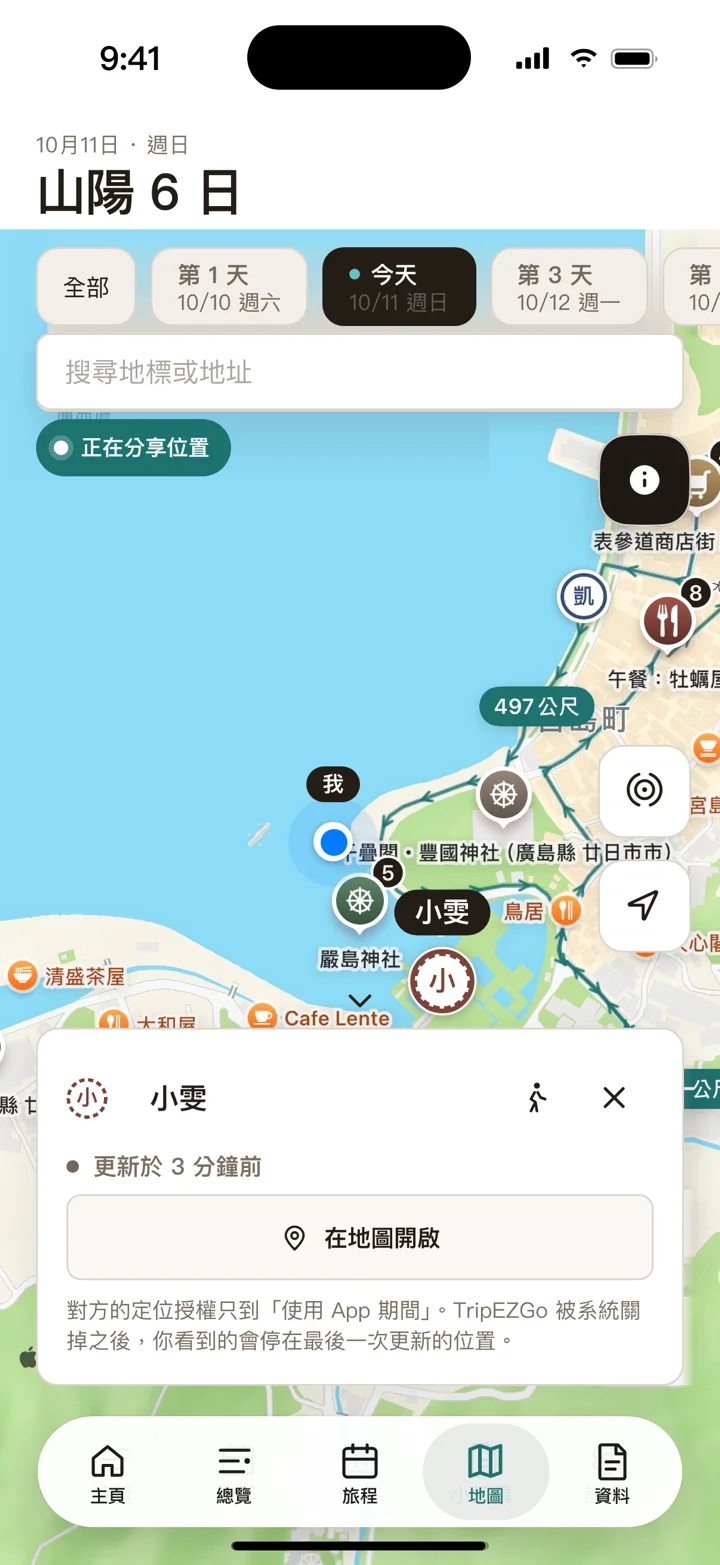 9:41
10月11日 · 週日
山陽 6 日
全部
第 1 天
10/10 週六
今天
10/11 週日
第 3 天
10/12 週一
第
10/
搜尋地標或地址
正在分享位置
表參道商店街
凱
8
午餐：牡蠣屋
497公尺
宮島町
我
千疊閣・豐國神社 (廣島縣 廿日市市)
5
小雯
鳥居
嚴島神社
小
清盛茶屋
大和屋
Cafe Lente
縣 廿
公尺
小
小雯
更新於 3 分鐘前
在地圖開啟
對方的定位授權只到「使用 App 期間」。TripEZGo 被系統關
掉之後，你看到的會停在最後一次更新的位置。
主頁
總覽
旅程
地圖
資料